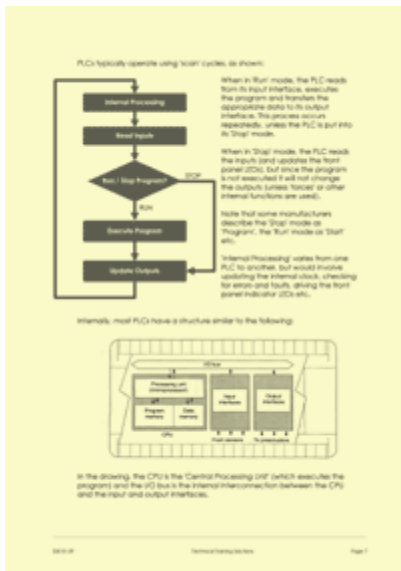 PLCs typically operate using 'scan' cycles, as shown:
Internal Processing
Read Inputs
Run / Stop Program?
STOP
RUN
Execute Program
Update Outputs
When in 'Run' mode, the PLC reads
from its input interface, executes
the program and transfers the
appropriate data to its output
interface. This process occurs
repeatedly, unless the PLC is put into
its 'Stop' mode.
When in 'Stop' mode, the PLC reads
the inputs (and updates the front
panel LEDs), but since the program
is not executed it will not change
the outputs (unless 'forces' or other
internal functions are used).
Note that some manufacturers
describe the 'Stop' mode as
'Program', the 'Run' mode as 'Start'
etc.
'Internal Processing' varies from one
PLC to another, but would involve
updating the internal clock, checking
for errors and faults, driving the front
panel indicator LEDs etc.
Internally, most PLCs have a structure similar to the following:
I/O bus
Processing unit
(microprocessor)
Program
memory
Data
memory
CPU
Input
interfaces
Output
interfaces
From sensors
In the drawing, the CPU is the 'Central Processing Unit' (which executes the
program) and the I/O bus is the internal interconnection between the CPU
and the input and output interfaces.
Technical Training
Page 7